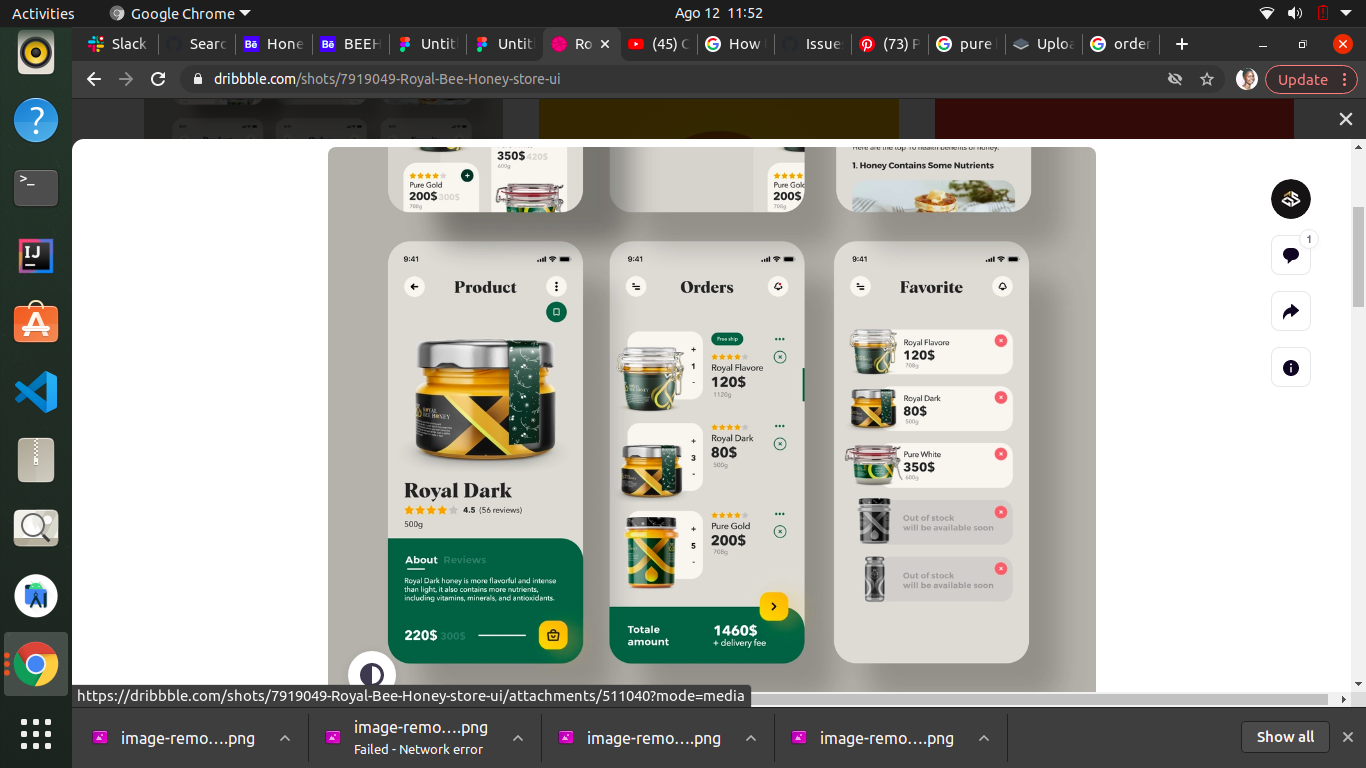 Activities
Google Chrome
Ago 12 11:52
Slack
Searc
Hone
BEEH
Untitl
Untitl
Ro
(45) C
How
Issue
(73) P
pure
Uploa
order
dribbble.com/shots/7919049-Royal-Bee-Honey-store-ui
Update
350$ 420$
600g
Pure Gold
200$ 300$
708g
Pure Gold
200$
708g
Here are the top 10 health benefits of honey.
1. Honey Contains Some Nutrients
1
9:41
Product
ROYAL
BEE HONEY
Royal Dark
4.5 (56 reviews)
500g
About Reviews
Royal Dark honey is more flavorful and intense
than light, it also contains more nutrients,
including vitamins, minerals, and antioxidants.
220$ 300$
9:41
Orders
Free ship
+
1
-
Royal Flavore
120$
1120g
+
3
-
Royal Dark
80$
500g
+
5
-
Pure Gold
200$
708g
Totale
amount
1460$
+ delivery fee
9:41
Favorite
Royal Flavore
120$
708g
Royal Dark
80$
500g
Pure White
350$
600g
Out of stock
will be available soon
Out of stock
will be available soon
https://dribbble.com/shots/7919049-Royal-Bee-Honey-store-ui/attachments/511040?mode=media
image-remo....png
image-remo....png
Failed - Network error
image-remo....png
image-remo....png
Show all